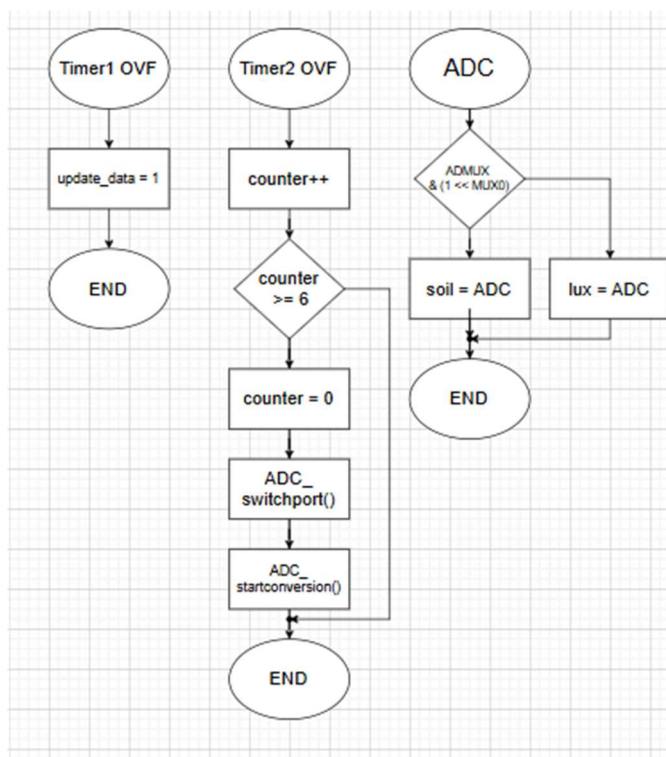 Timer1 OVF
update_data = 1
END
Timer2 OVF
counter++
counter
>= 6
counter = 0
ADC_
switchport()
ADC_
startconversion()
END
ADC
ADMUX
& (1 << MUX0)
soil = ADC
lux = ADC
END